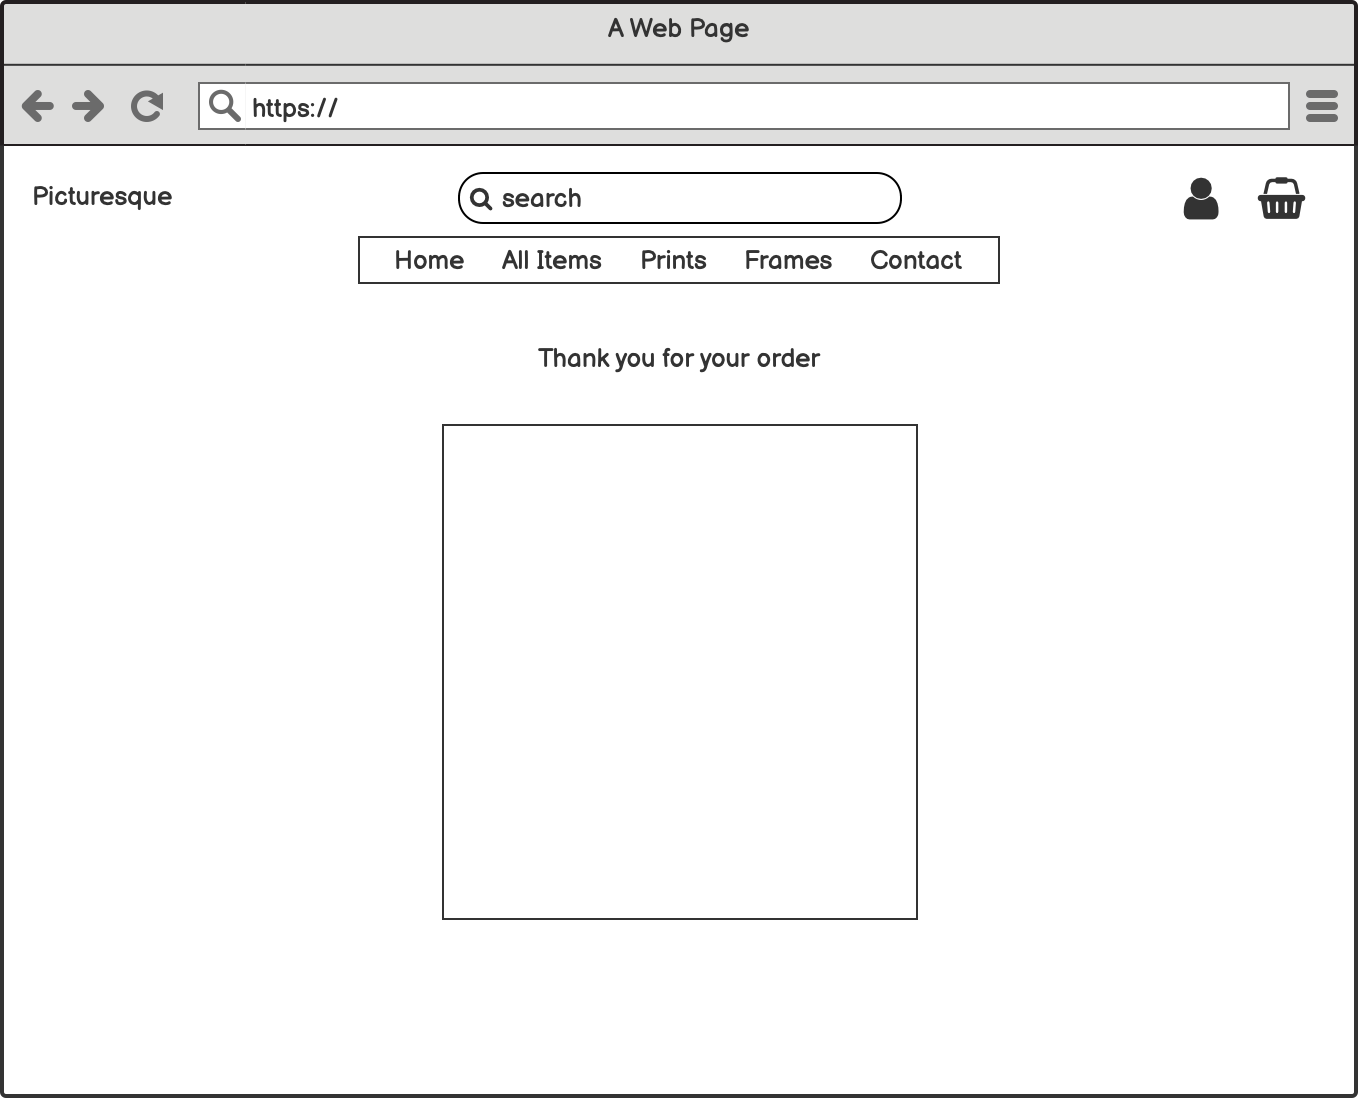 A Web Page
https://
Picturesque
search
Home All Items Prints Frames Contact
Thank you for your order